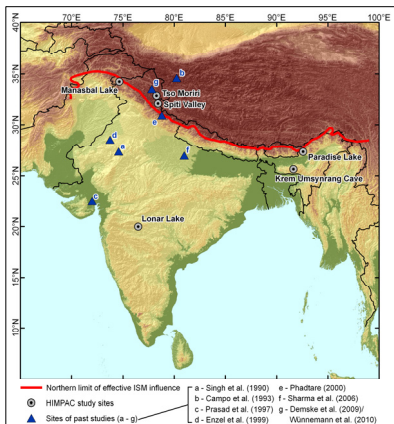 70°E 75°E 80°E 85°E 90°E 95°E 100°E
40°N
35°N
30°N
25°N
20°N
15°N
10°N
5°N
b
g
Tso Moriri
Manasbal Lake
Spiti Valley
e
d
a
f
Paradise Lake
Krem Umsynrang Cave
c
Lonar Lake
Northern limit of effective ISM influence
HIMPAC study sites
Sites of past studies (a - g)
a - Singh et al. (1990)
b - Campo et al. (1993)
c - Prasad et al. (1997)
d - Enzel et al. (1999)
e - Phadtare (2000)
f - Sharma et al. (2006)
g - Demske et al. (2009)/
Wünnemann et al. (2010)